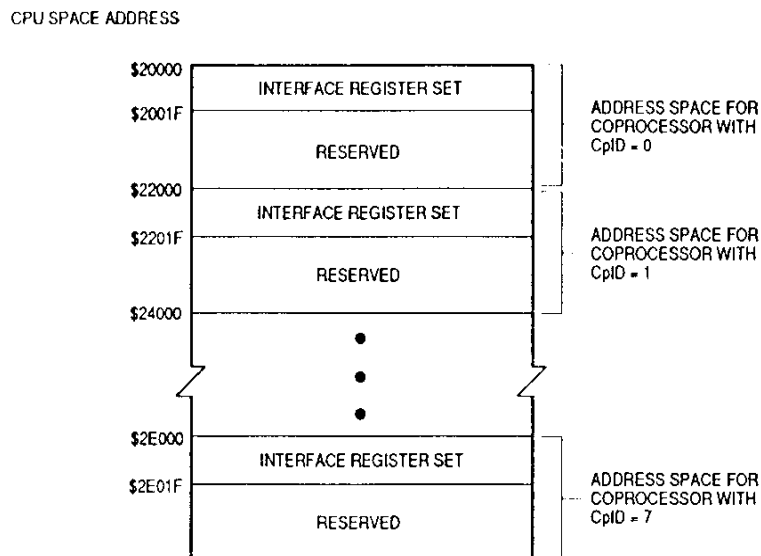 CPU SPACE ADDRESS
$20000
INTERFACE REGISTER SET
$2001F
RESERVED
ADDRESS SPACE FOR
COPROCESSOR WITH
CpID = 0
$22000
INTERFACE REGISTER SET
$2201F
RESERVED
ADDRESS SPACE FOR
COPROCESSOR WITH
CpID = 1
$24000
$2E000
INTERFACE REGISTER SET
$2E01F
RESERVED
ADDRESS SPACE FOR
COPROCESSOR WITH
CpID = 7